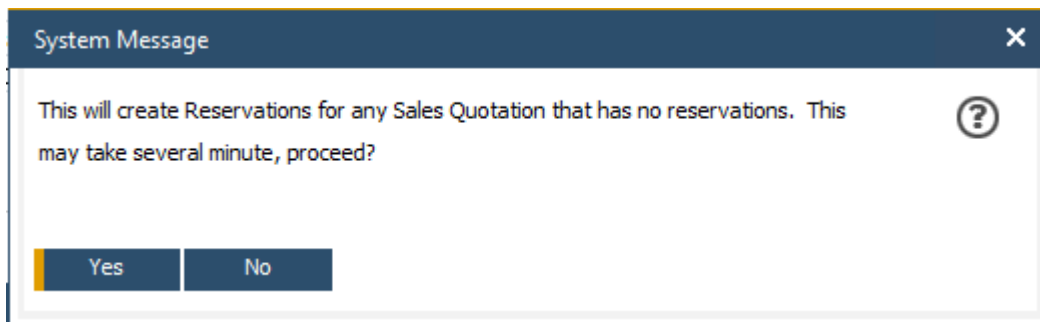 System Message
This will create Reservations for any Sales Quotation that has no reservations.  This
may take several minute, proceed?
Yes
No